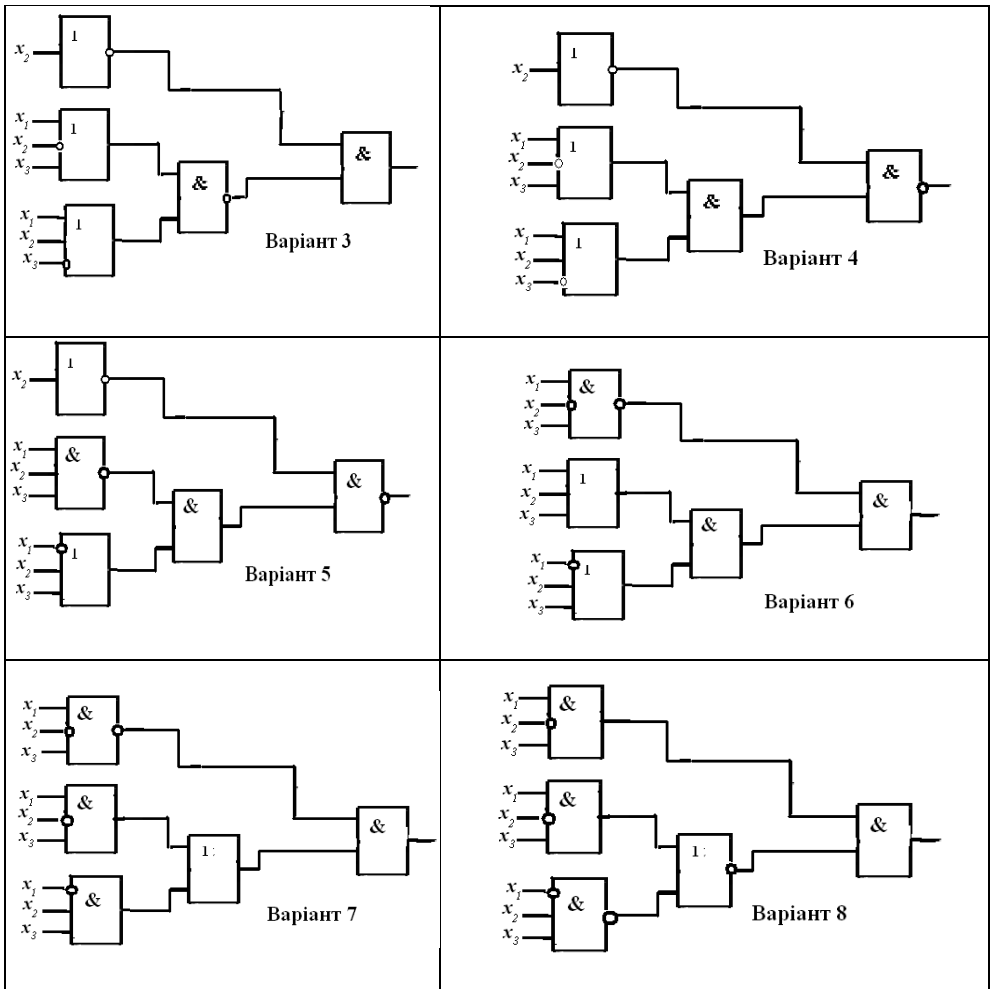 x₂
1
x₁
x₂
x₃
1
&
&
x₁
x₂
x₃
1
Варіант 3
x₂
1
x₁
x₂
x₃
1
&
&
x₁
x₂
x₃
1
Варіант 4
x₂
1
x₁
x₂
x₃
&
&
&
x₁
x₂
x₃
1
Варіант 5
x₁
x₂
x₃
&
x₁
x₂
x₃
1
&
&
x₁
x₂
x₃
1
Варіант 6
x₁
x₂
x₃
&
x₁
x₂
x₃
&
1:
&
x₁
x₂
x₃
&
Варіант 7
x₁
x₂
x₃
&
x₁
x₂
x₃
&
1:
&
x₁
x₂
x₃
&
Варіант 8